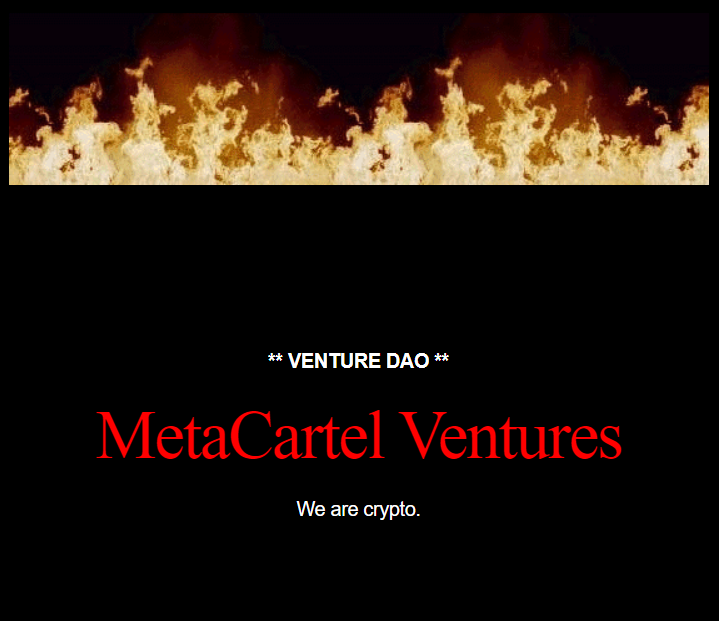 ** VENTURE DAO **
MetaCartel Ventures
We are crypto.